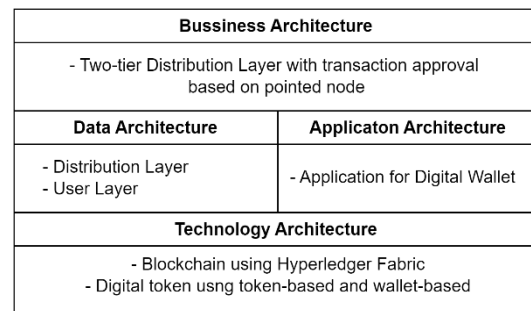 Bussiness Architecture
- Two-tier Distribution Layer with transaction approval
based on pointed node
Data Architecture
Applicaton Architecture
- Distribution Layer
- User Layer
- Application for Digital Wallet
Technology Architecture
- Blockchain using Hyperledger Fabric
- Digital token usng token-based and wallet-based